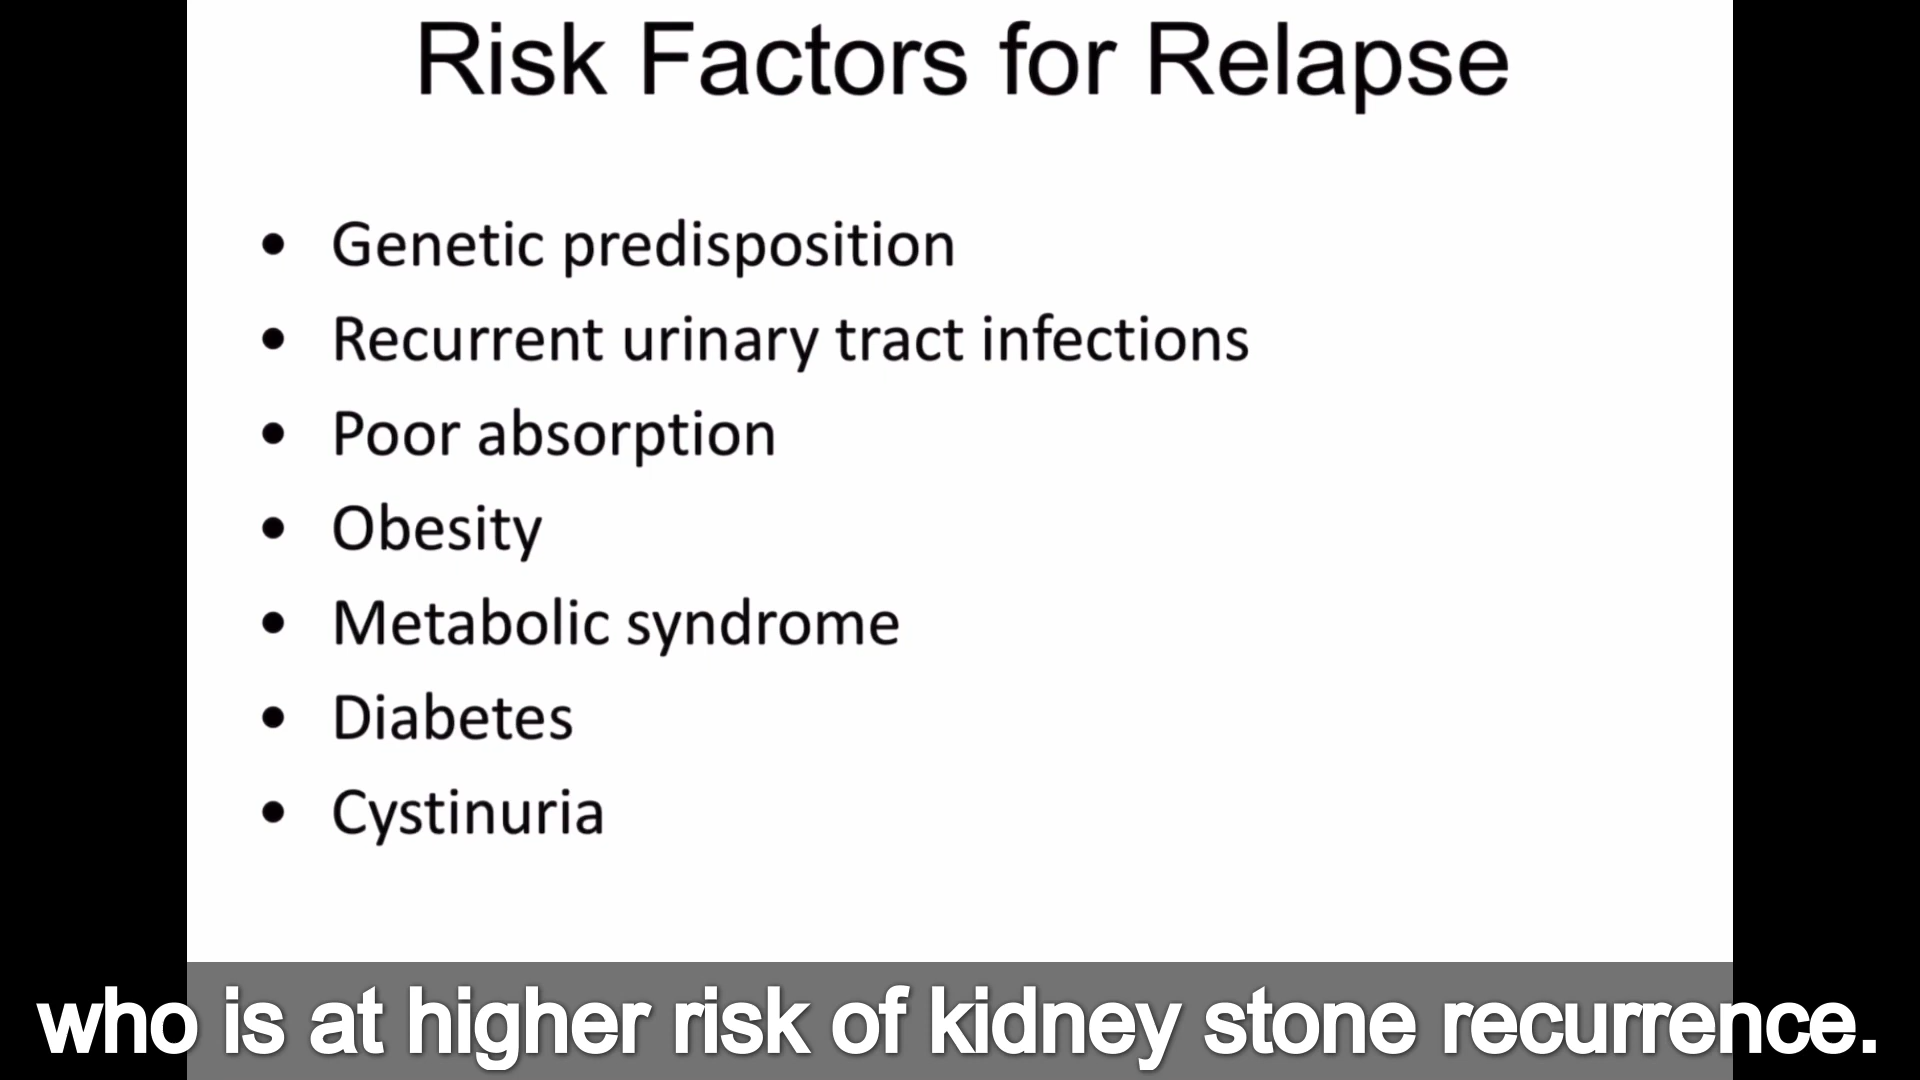 Risk Factors for Relapse
• Genetic predisposition
• Recurrent urinary tract infections
• Poor absorption
• Obesity
• Metabolic syndrome
• Diabetes
• Cystinuria
who is at higher risk of kidney stone recurrence.